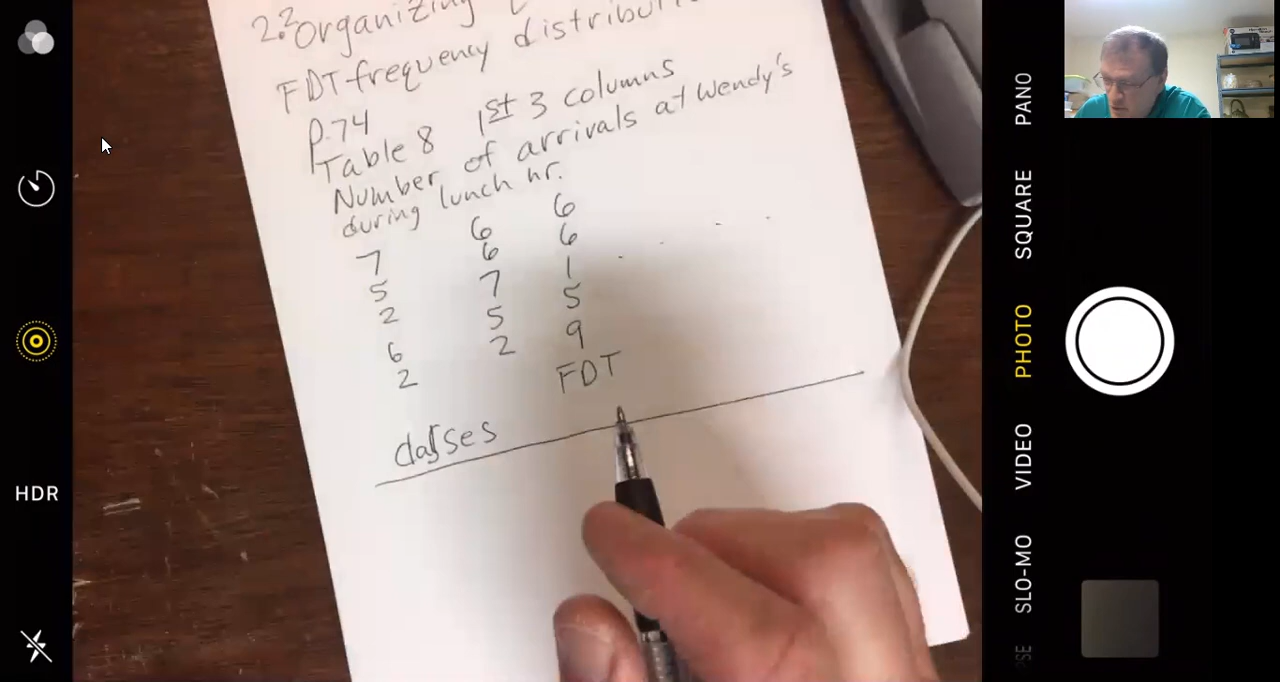 2.2 Organizing
FDT frequency distributi
p.74
Table 8 1st 3 columns
Number of arrivals at Wendy's
during lunch hr.
7 6 6
5 6 6
2 7 1
6 5 5
2 2 9
FDT
classes
HDR
PANO
SQUARE
PHOTO
VIDEO
SLO-MO